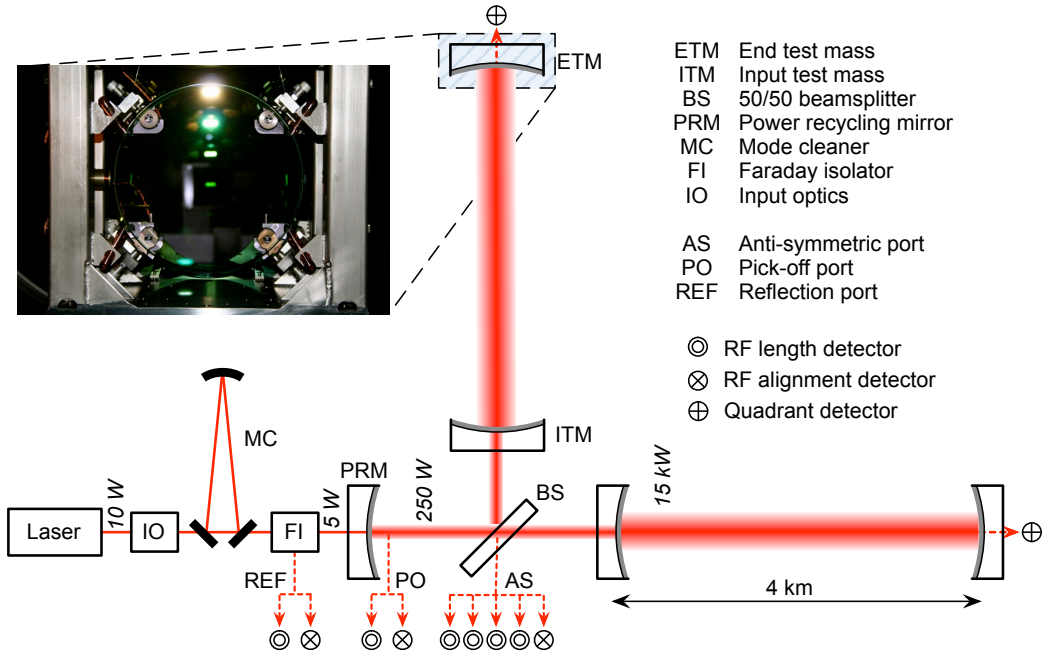 ETM
ETM End test mass
ITM Input test mass
BS 50/50 beamsplitter
PRM Power recycling mirror
MC Mode cleaner
FI Faraday isolator
IO Input optics
AS Anti-symmetric port
PO Pick-off port
REF Reflection port
RF length detector
RF alignment detector
Quadrant detector
MC
ITM
PRM
250 W
15 kW
BS
Laser
10 W
IO
FI
5 W
REF
PO
AS
4 km